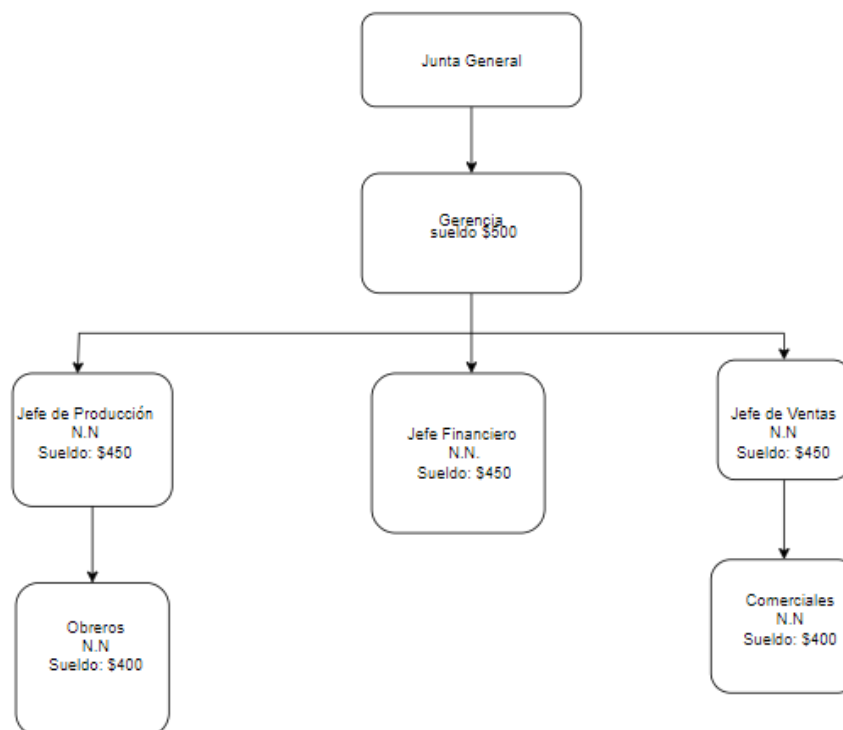 Junta General
Gerencia
sueldo $500
Jefe de Producción
N.N
Sueldo: $450
Jefe Financiero
N.N.
Sueldo: $450
Jefe de Ventas
N.N
Sueldo: $450
Obreros
N.N
Sueldo: $400
Comerciales
N.N
Sueldo: $400